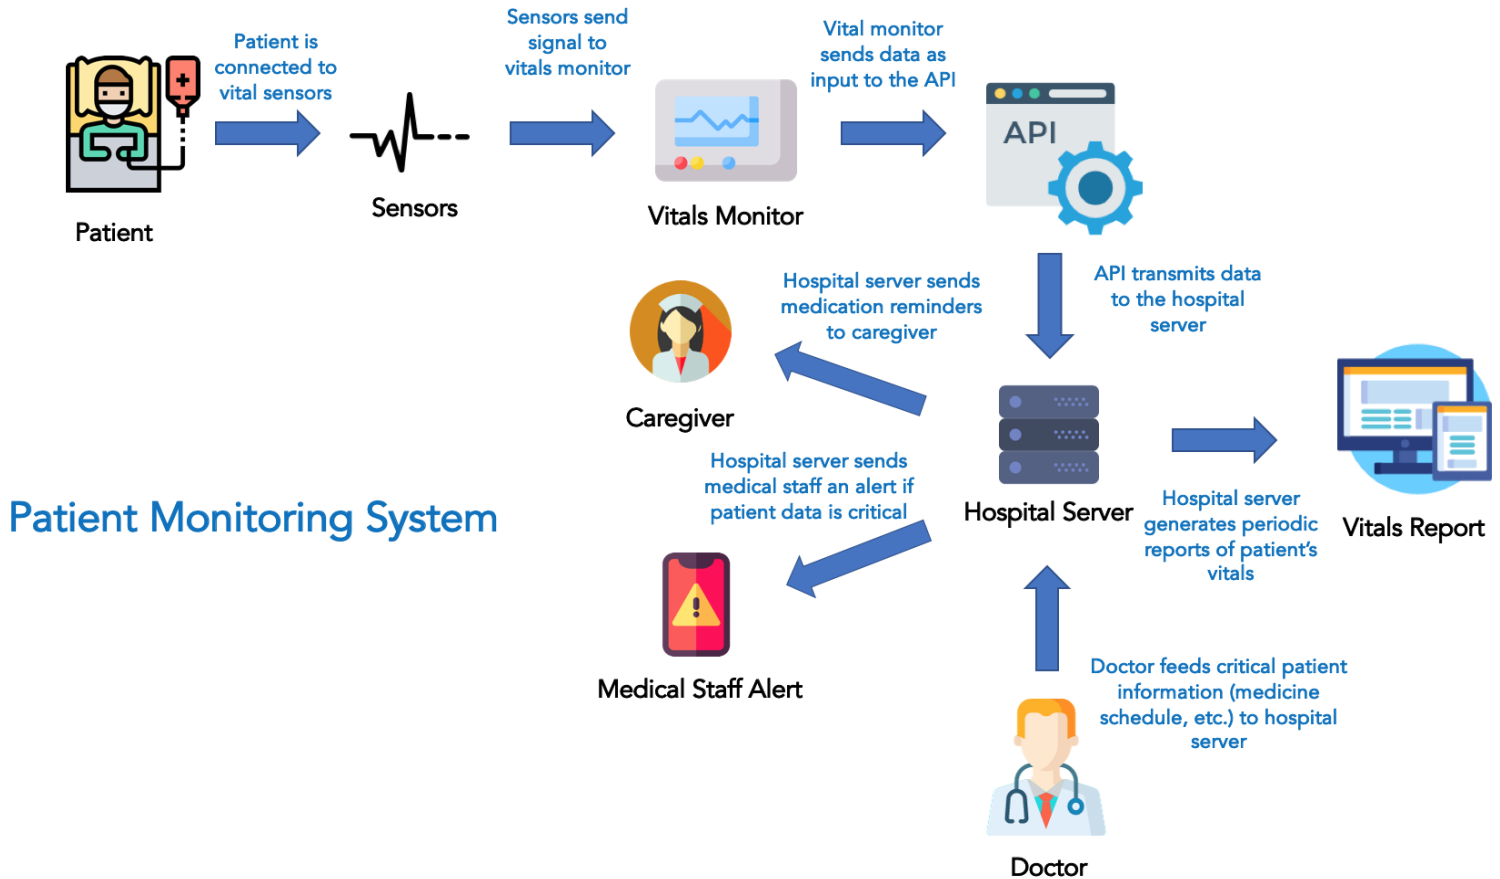 Patient is
connected to
vital sensors
Sensors send
signal to
vitals monitor
Vital monitor
sends data as
input to the API
API
Patient
Sensors
Vitals Monitor
API transmits data
to the hospital
server
Hospital server sends
medication reminders
to caregiver
Caregiver
Hospital server sends
medical staff an alert if
patient data is critical
Hospital Server
Hospital server
generates periodic
reports of patient's
vitals
Vitals Report
Patient Monitoring System
Medical Staff Alert
Doctor feeds critical patient
information (medicine
schedule, etc.) to hospital
server
Doctor